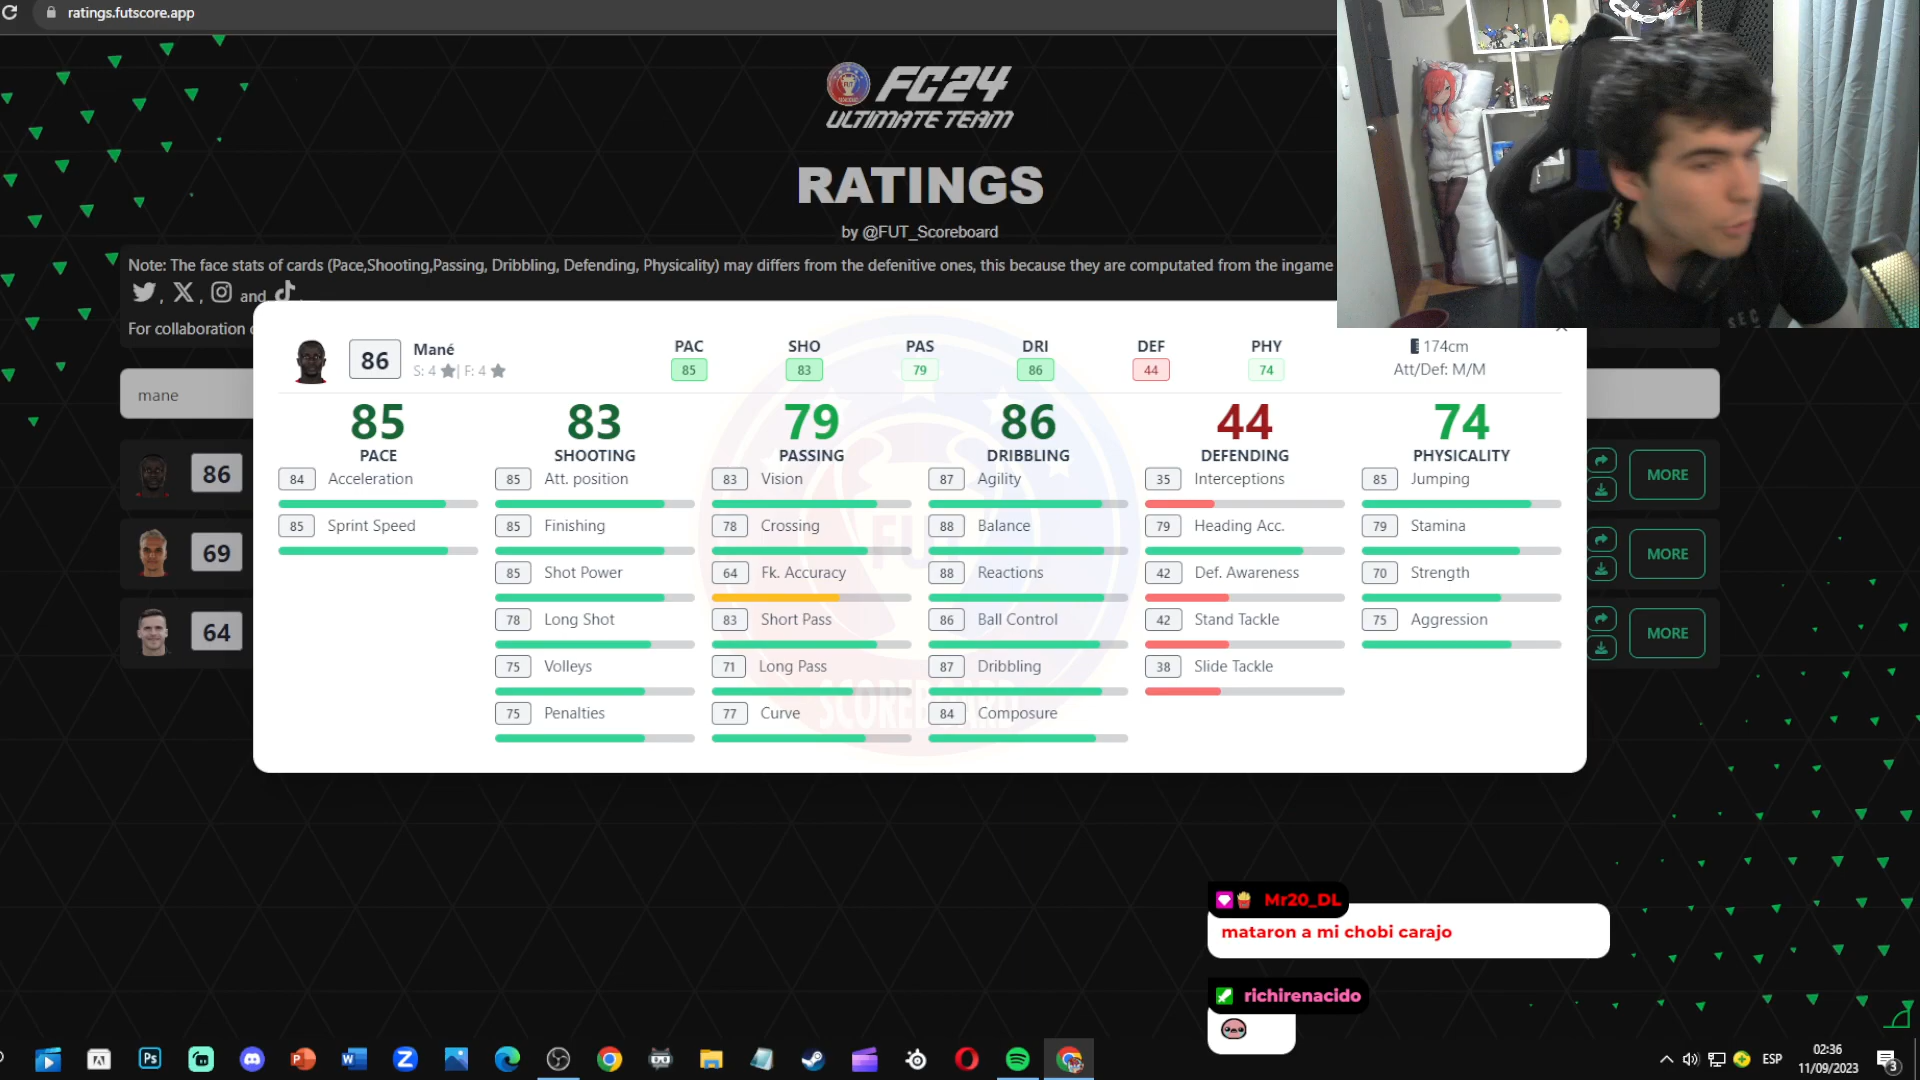 ratings.futscore.app
FC24
ULTIMATE TEAM
RATINGS
by @FUT_Scoreboard
Note: The face stats of cards (Pace,Shooting,Passing, Dribbling, Defending, Physicality) may differs from the defenitive ones, this because they are computated from the ingame
, , and .
For collaboration
Mané
86
S: 4 | F: 4
PAC SHO PAS DRI DEF PHY
85 83 79 86 44 74
174cm
Att/Def: M/M
mane
85 83 79 86 44 74
PACE SHOOTING PASSING DRIBBLING DEFENDING PHYSICALITY
84 Acceleration 85 Att. position 83 Vision 87 Agility 35 Interceptions 85 Jumping
85 Sprint Speed 85 Finishing 78 Crossing 88 Balance 79 Heading Acc. 79 Stamina
85 Shot Power 64 Fk. Accuracy 88 Reactions 42 Def. Awareness 70 Strength
78 Long Shot 83 Short Pass 86 Ball Control 42 Stand Tackle 75 Aggression
75 Volleys 71 Long Pass 87 Dribbling 38 Slide Tackle
75 Penalties 77 Curve 84 Composure
FUT
SCOREBOARD
86 MORE
69 MORE
64 MORE
SEC
Mr20_DL
mataron a mi chobi carajo
richirenacido
ESP
02:36
11/09/2023
3